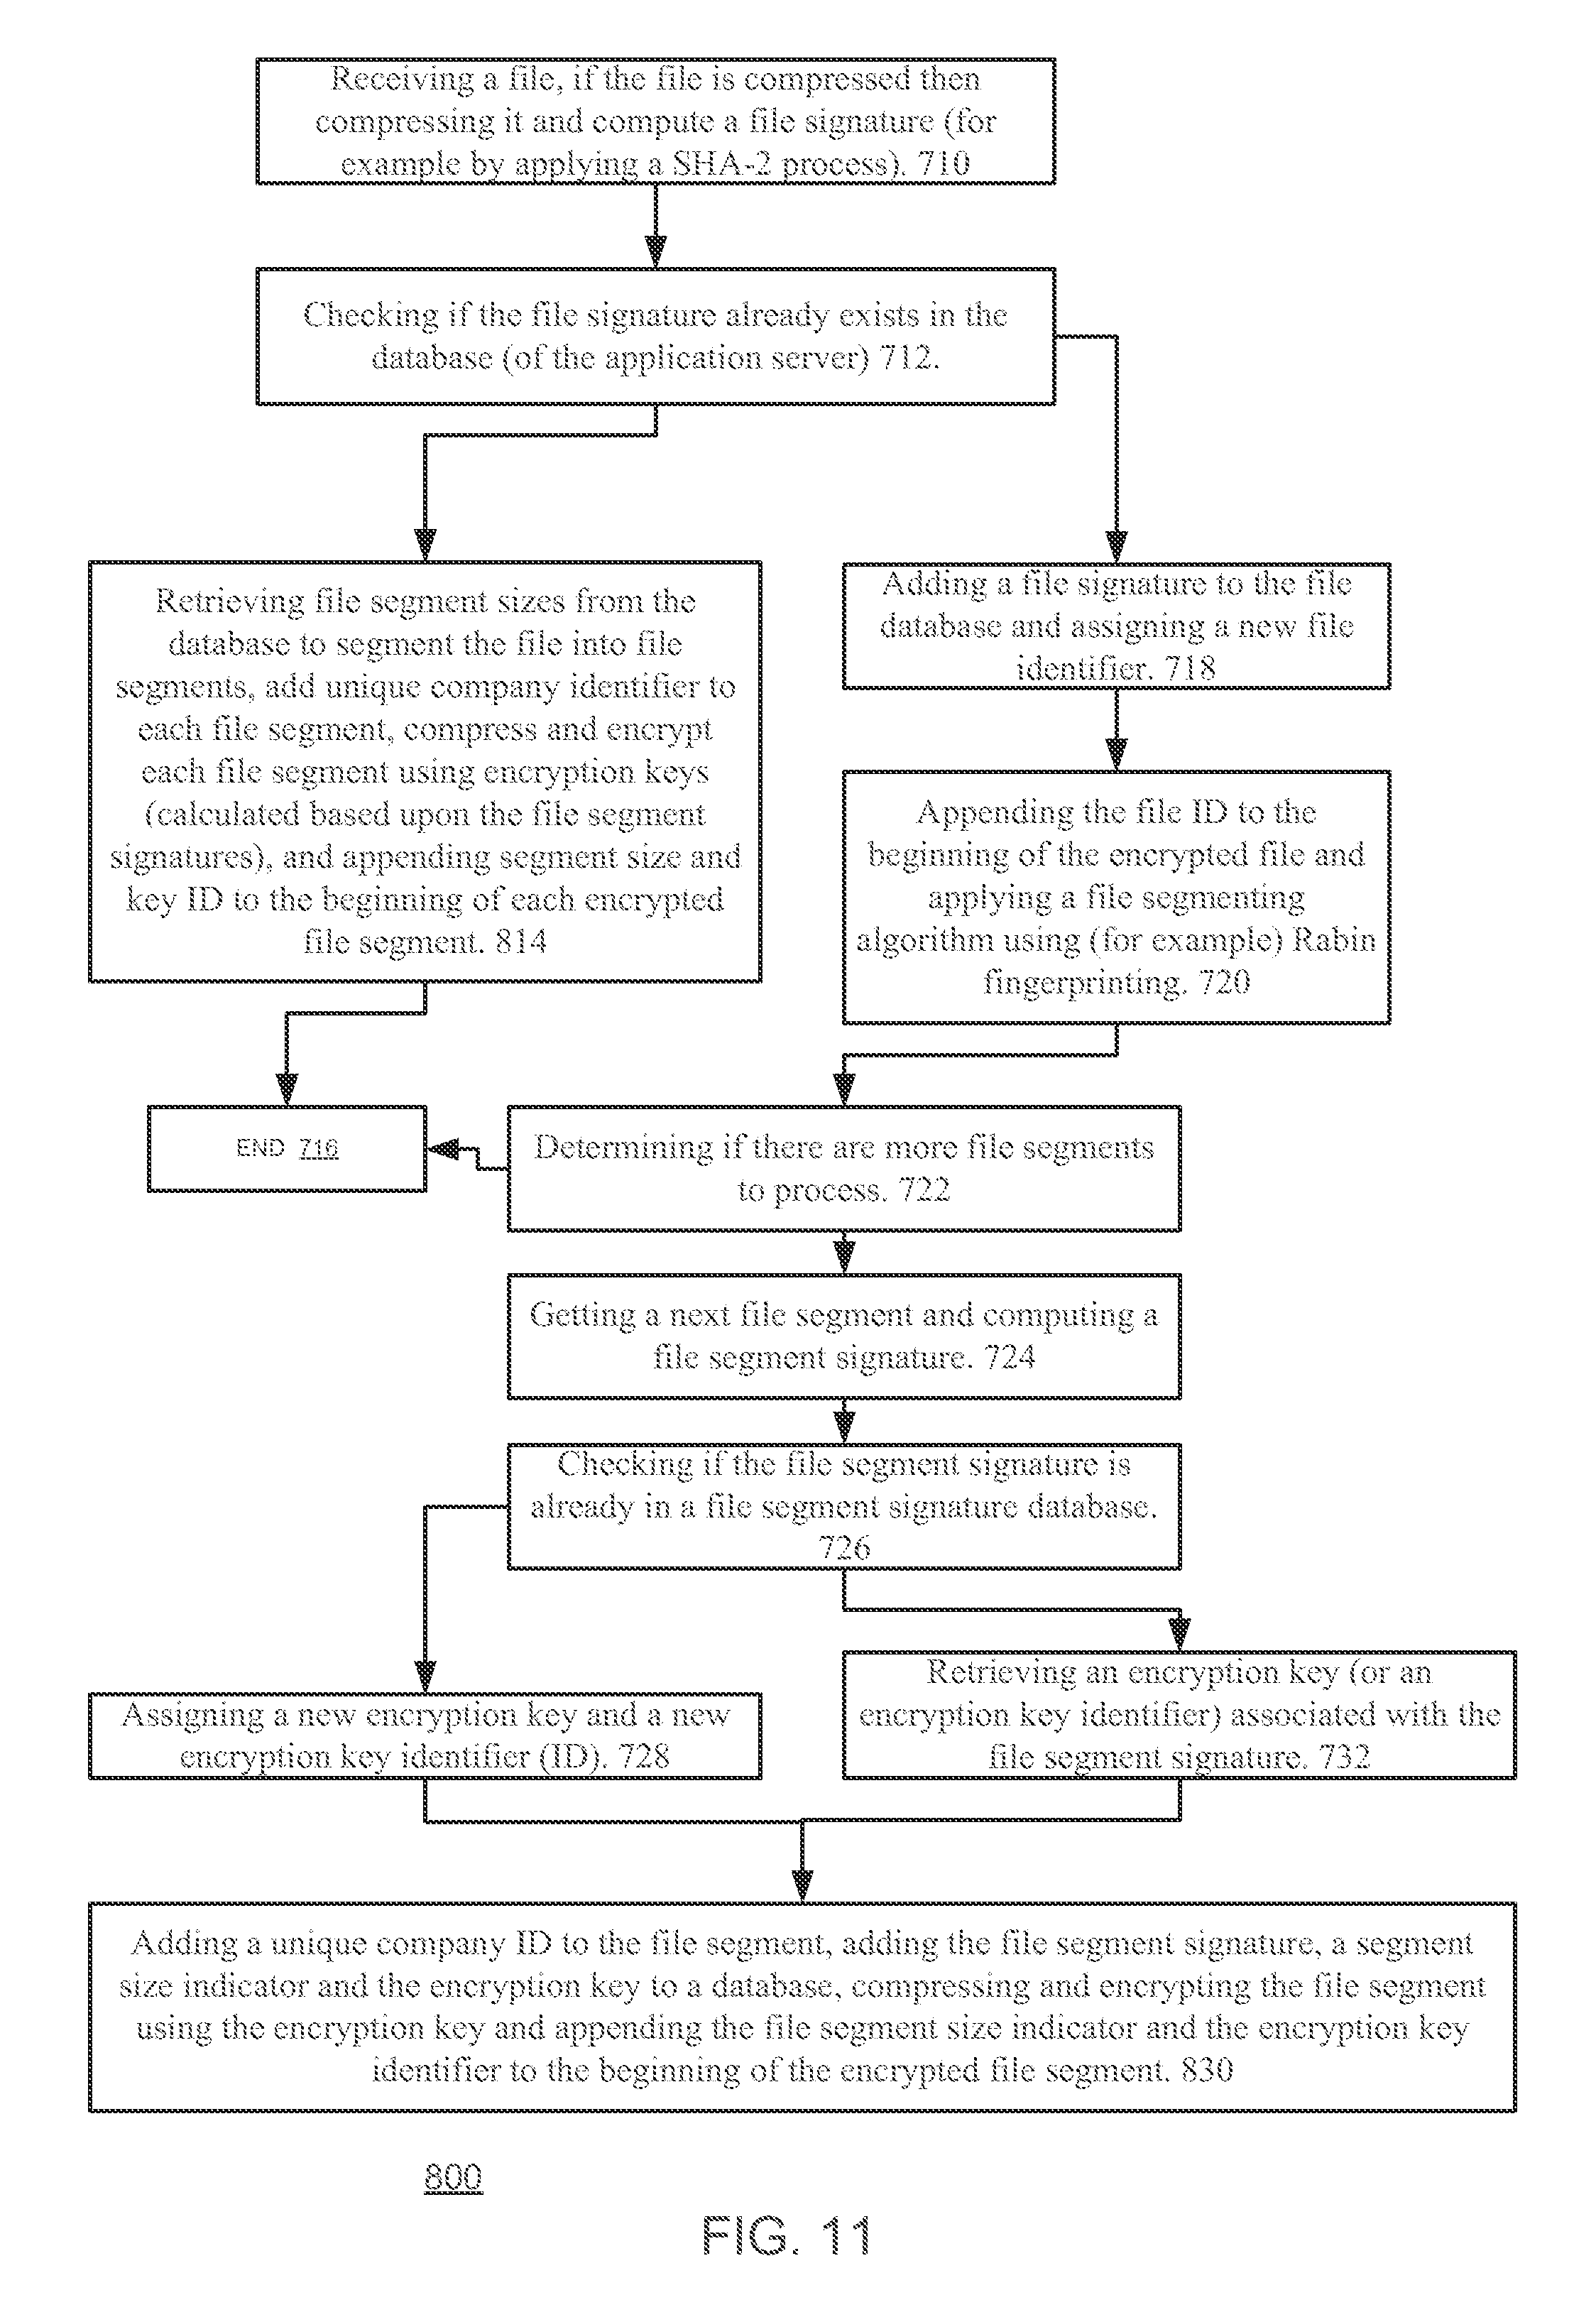 Receiving a file, if the file is compressed then
compressing it and compute a file signature (for
example by applying a SHA-2 process). 710
Checking if the file signature already exists in the
database (of the application server) 712.
Retrieving file segment sizes from the
database to segment the file into file
segments, add unique company identifier to
each file segment, compress and encrypt
each file segment using encryption keys
(calculated based upon the file segment
signatures), and appending segment size and
key ID to the beginning of each encrypted
file segment. 814
Adding a file signature to the file
database and assigning a new file
identifier. 718
Appending the file ID to the
beginning of the encrypted file and
applying a file segmenting
algorithm using (for example) Rabin
fingerprinting. 720
END 716
Determining if there are more file segments
to process. 722
Getting a next file segment and computing a
file segment signature. 724
Checking if the file segment signature is
already in a file segment signature database.
726
Assigning a new encryption key and a new
encryption key identifier (ID). 728
Retrieving an encryption key (or an
encryption key identifier) associated with the
file segment signature. 732
Adding a unique company ID to the file segment, adding the file segment signature, a segment
size indicator and the encryption key to a database, compressing and encrypting the file segment
using the encryption key and appending the file segment size indicator and the encryption key
identifier to the beginning of the encrypted file segment. 830
800
FIG. 11